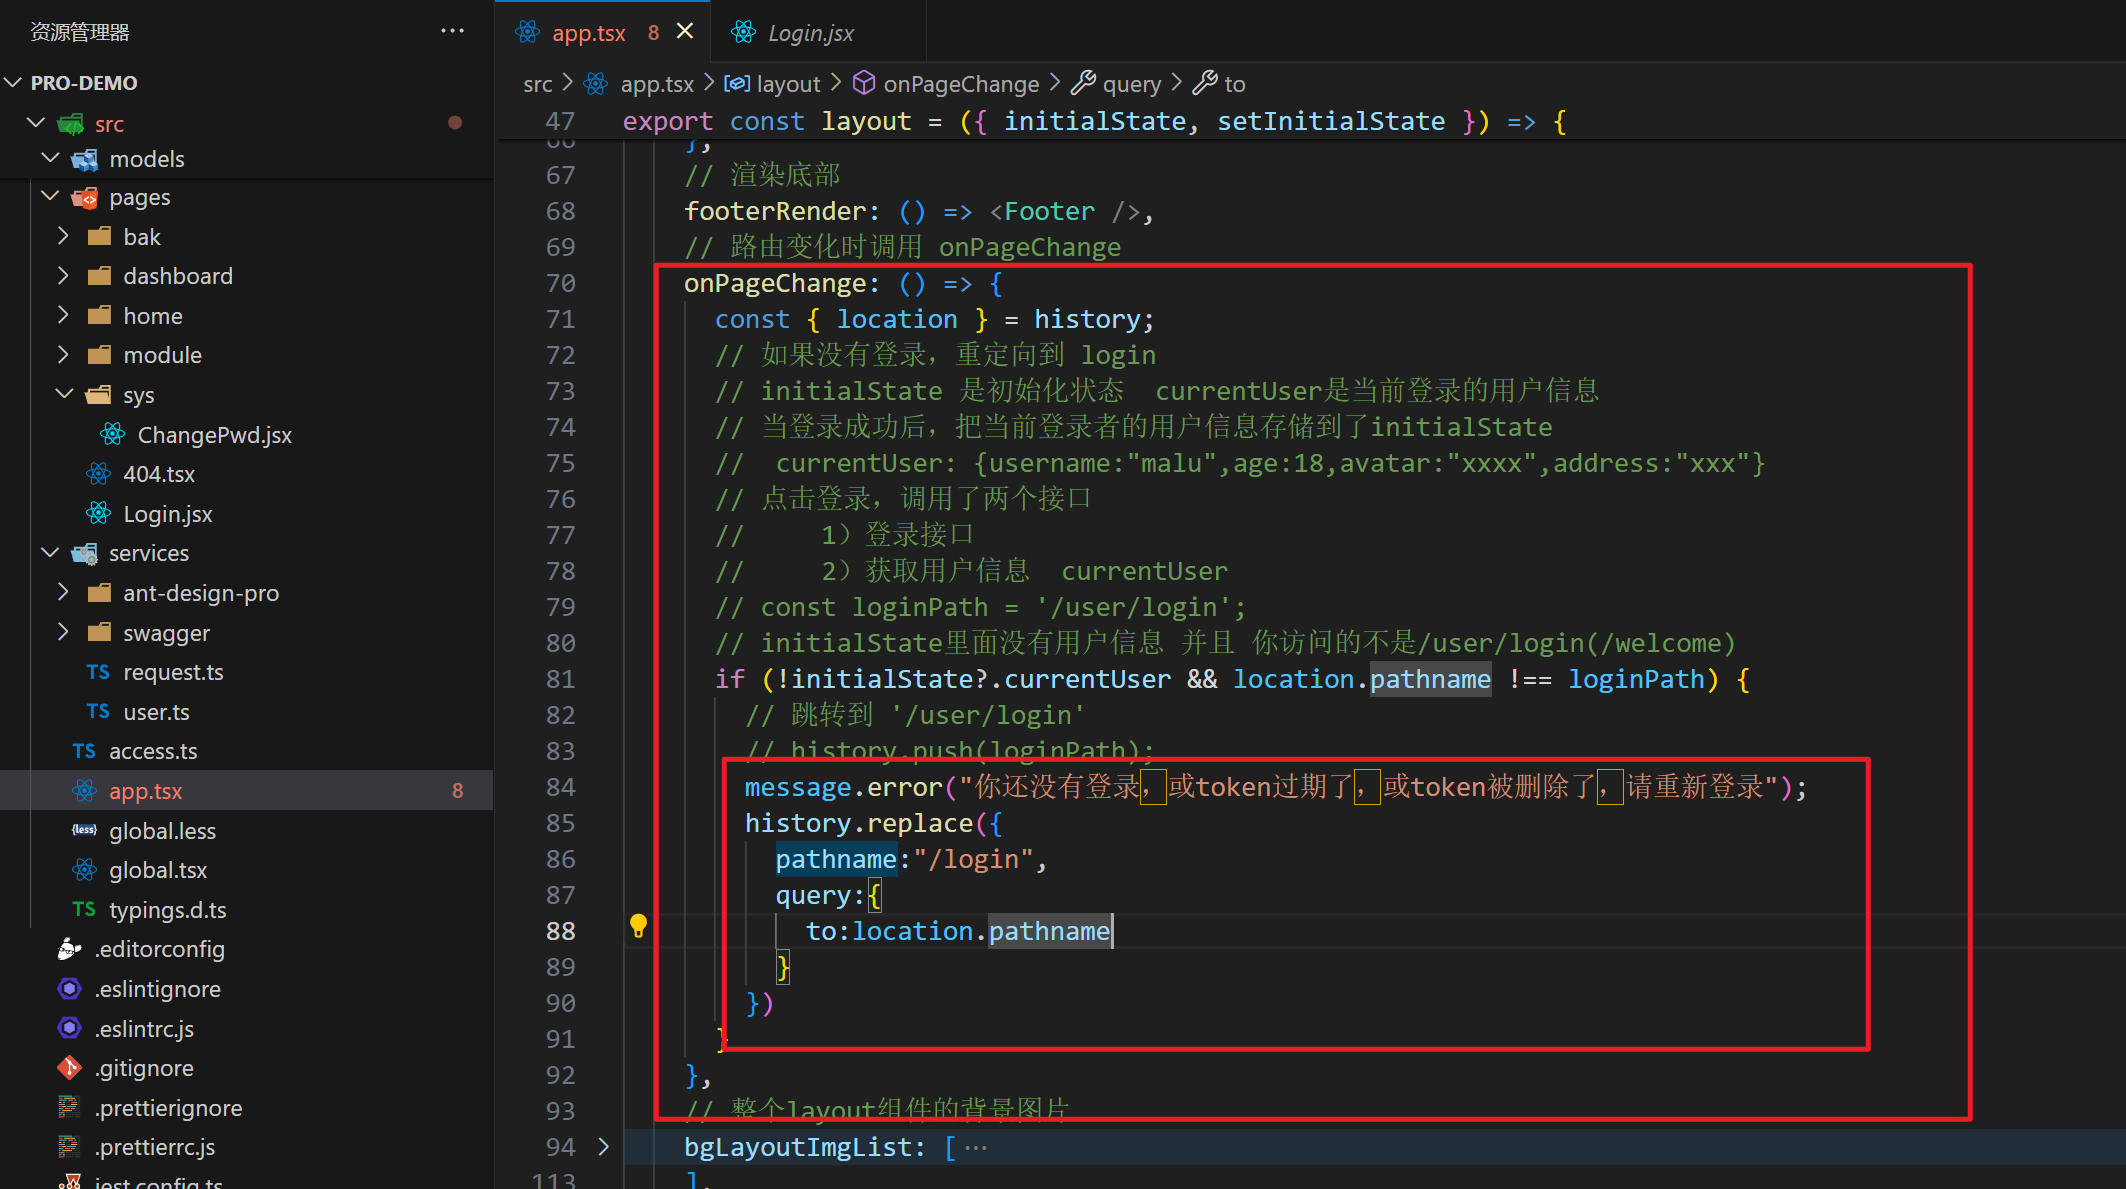 资源管理器 ···
PRO-DEMO
src
models
pages
bak
dashboard
home
module
sys
ChangePwd.jsx
404.tsx
Login.jsx
services
ant-design-pro
swagger
TS request.ts
TS user.ts
TS access.ts
app.tsx 8
{less} global.less
global.tsx
TS typings.d.ts
.editorconfig
.eslintignore
.eslintrc.js
.gitignore
.prettierignore
.prettierrc.js
jest.config.ts
app.tsx 8 Login.jsx
src > app.tsx > layout > onPageChange > query > to
47 export const layout = ({ initialState, setInitialState }) => {
66 },
67 // 渲染底部
68 footerRender: () => <Footer />,
69 // 路由变化时调用 onPageChange
70 onPageChange: () => {
71 const { location } = history;
72 // 如果没有登录，重定向到 login
73 // initialState 是初始化状态  currentUser是当前登录的用户信息
74 // 当登录成功后，把当前登录者的用户信息存储到了initialState
75 //  currentUser: {username:"malu",age:18,avatar:"xxxx",address:"xxx"}
76 // 点击登录，调用了两个接口
77 //     1）登录接口
78 //     2）获取用户信息  currentUser
79 // const loginPath = '/user/login';
80 // initialState里面没有用户信息 并且 你访问的不是/user/login(/welcome)
81 if (!initialState?.currentUser && location.pathname !== loginPath) {
82 // 跳转到 '/user/login'
83 // history.push(loginPath);
84 message.error("你还没有登录，或token过期了，或token被删除了，请重新登录");
85 history.replace({
86 pathname:"/login",
87 query:{
88 to:location.pathname
89 }
90 })
91 }
92 },
93 // 整个layout组件的背景图片
94 bgLayoutImgList: [ ···
113 ],